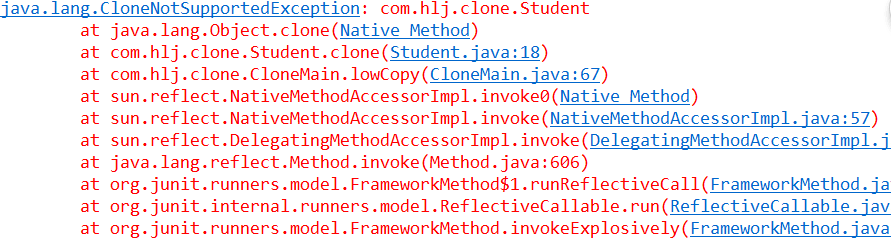 java.lang.CloneNotSupportedException: com.hlj.clone.Student
at java.lang.Object.clone(Native Method)
at com.hlj.clone.Student.clone(Student.java:18)
at com.hlj.clone.CloneMain.lowCopy(CloneMain.java:67)
at sun.reflect.NativeMethodAccessorImpl.invoke0(Native Method)
at sun.reflect.NativeMethodAccessorImpl.invoke(NativeMethodAccessorImpl.java:57)
at sun.reflect.DelegatingMethodAccessorImpl.invoke(DelegatingMethodAccessorImpl.j
at java.lang.reflect.Method.invoke(Method.java:606)
at org.junit.runners.model.FrameworkMethod$1.runReflectiveCall(FrameworkMethod.ja
at org.junit.internal.runners.model.ReflectiveCallable.run(ReflectiveCallable.jav
at org.junit.runners.model.FrameworkMethod.invokeExplosively(FrameworkMethod.java